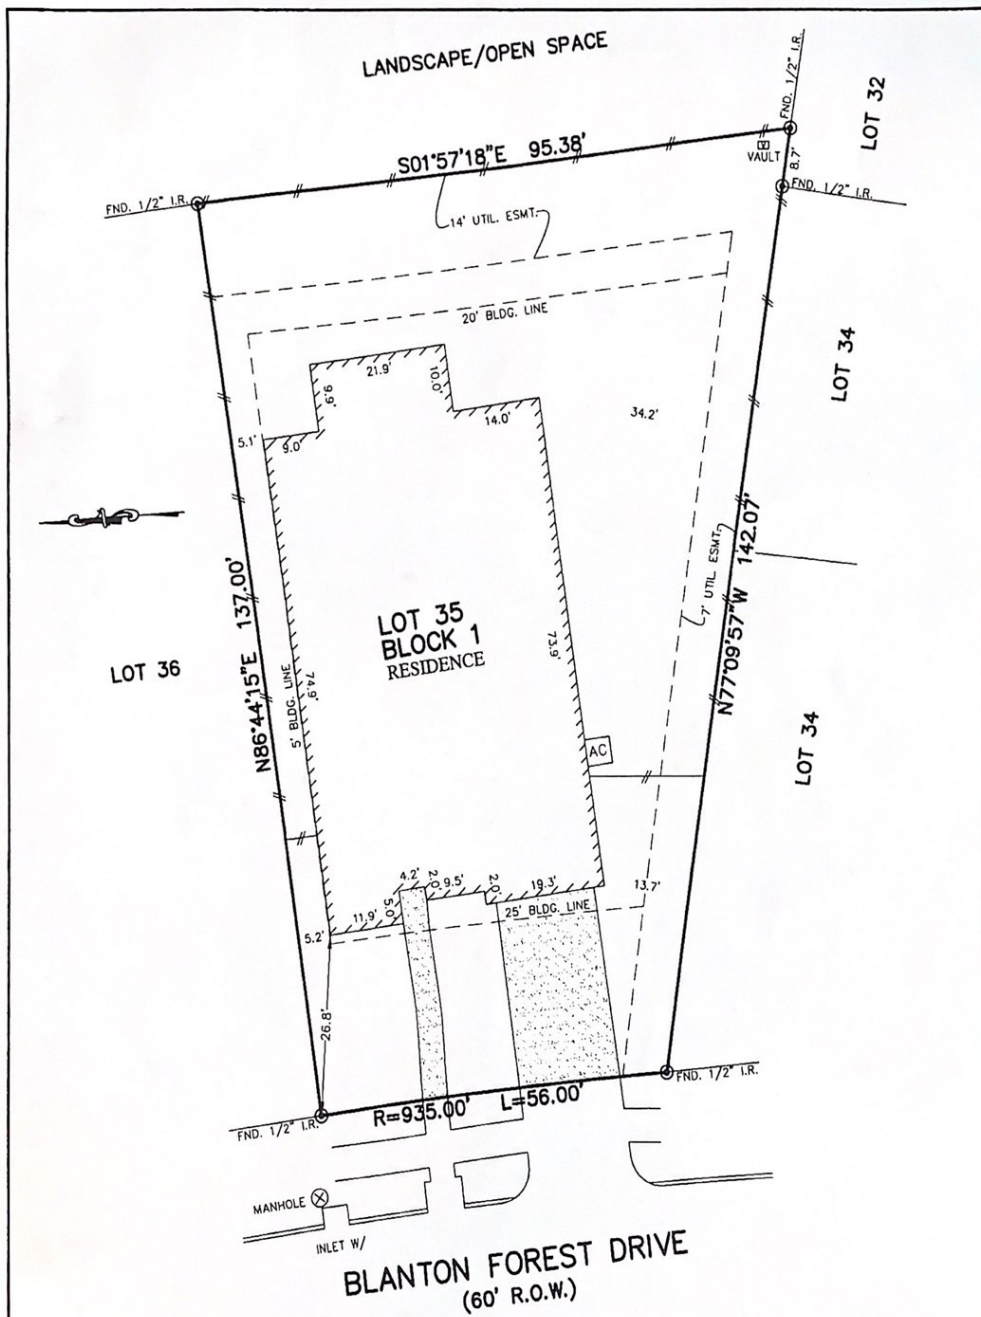 LANDSCAPE/OPEN SPACE
FND. 1/2" I.R.
LOT 32
S01°57'18"E 95.38'
VAULT
8.7'
FND. 1/2" I.R.
FND. 1/2" I.R.
14' UTIL. ESMT.
20' BLDG. LINE
21.9'
9.9'
10.0'
LOT 34
14.0'
34.2'
5.1'
9.0'
N77°09'57"W 142.07'
7' UTIL ESMT.
LOT 35
BLOCK 1
RESIDENCE
73.9'
LOT 36
N86°44'15"E 137.00'
5' BLDG. LINE
74.9'
AC
LOT 34
4.2'
2.0'
9.5'
2.0'
19.3'
13.7'
11.9'
5.0'
25' BLDG. LINE
5.2'
26.8'
FND. 1/2" I.R.
R=935.00' L=56.00'
FND. 1/2" I.R.
MANHOLE
INLET W/
BLANTON FOREST DRIVE
(60' R.O.W.)